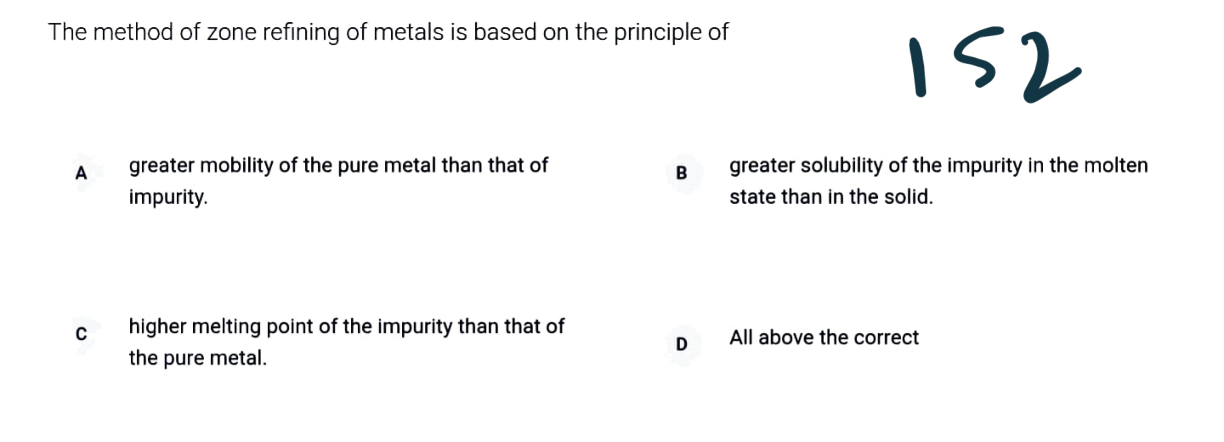 The method of zone refining of metals is based on the principle of
152
A greater mobility of the pure metal than that of
impurity.
B greater solubility of the impurity in the molten
state than in the solid.
C higher melting point of the impurity than that of
the pure metal.
D All above the correct